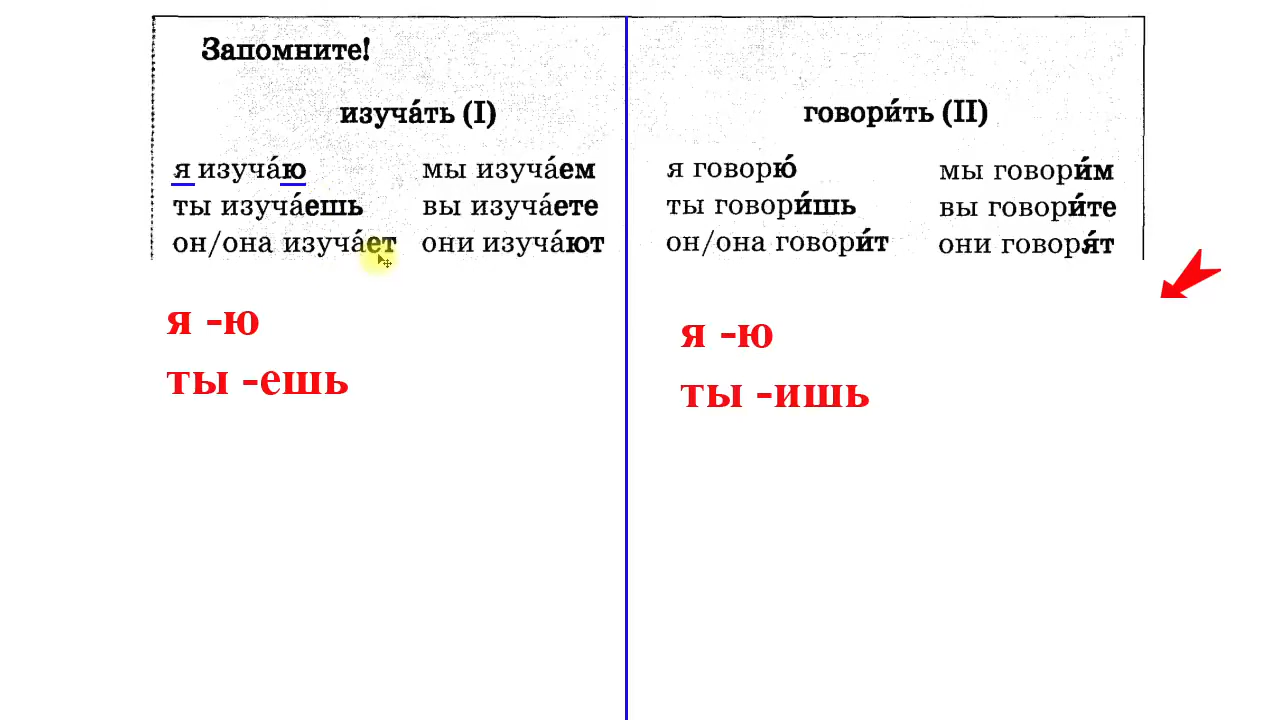 Запомните!
изуча́ть (I)
я изуча́ю мы изуча́ем
ты изуча́ешь вы изуча́ете
он/она изуча́ет они изуча́ют
я -ю
ты -ешь
говори́ть (II)
я говорю́ мы говори́м
ты говори́шь вы говори́те
он/она говори́т они говоря́т
я -ю
ты -ишь